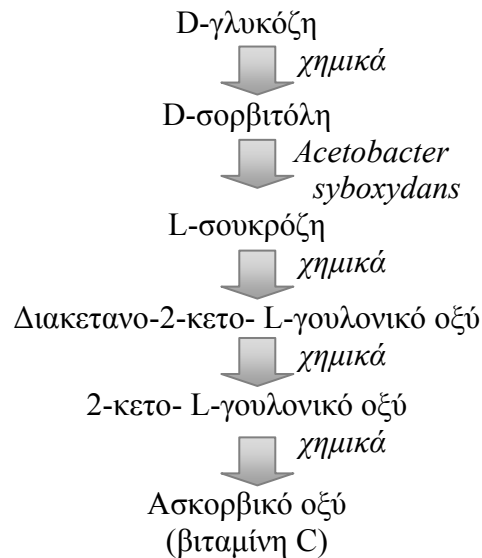 D-γλυκόζη
χημικά
D-σορβιτόλη
Acetobacter
syboxydans
L-σουκρόζη
χημικά
Διακετανο-2-κετο- L-γουλονικό οξύ
χημικά
2-κετο- L-γουλονικό οξύ
χημικά
Ασκορβικό οξύ
(βιταμίνη C)